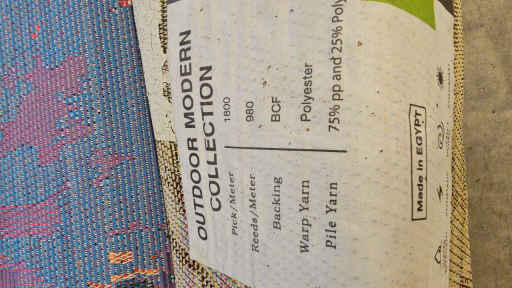 OUTDOOR MODERN
COLLECTION
Pick/Meter 1800
Reeds/Meter 980
Backing BCF
Warp Yarn Polyester
Pile Yarn 75% pp and 25% Poly
Made in EGYPT